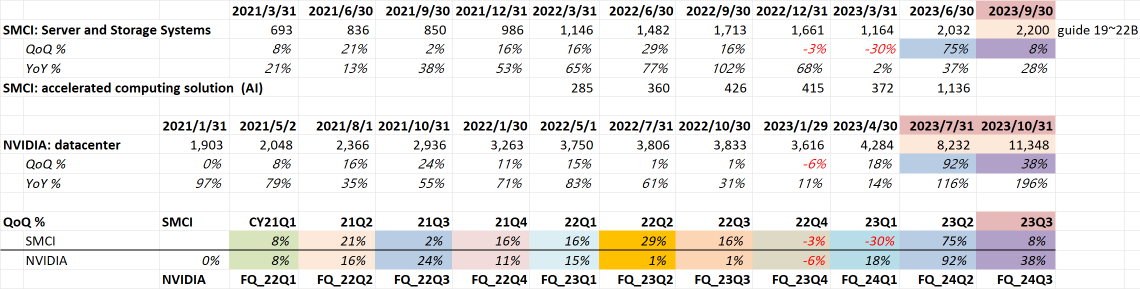 2021/3/31 2021/6/30 2021/9/30 2021/12/31 2022/3/31 2022/6/30 2022/9/30 2022/12/31 2023/3/31 2023/6/30 2023/9/30
SMCI: Server and Storage Systems 693 836 850 986 1,146 1,482 1,713 1,661 1,164 2,032 2,200 guide 19~22B
QoQ % 8% 21% 2% 16% 16% 29% 16% -3% -30% 75% 8%
YoY % 21% 13% 38% 53% 65% 77% 102% 68% 2% 37% 28%
SMCI: accelerated computing solution (AI) 285 360 426 415 372 1,136
2021/1/31 2021/5/2 2021/8/1 2021/10/31 2022/1/30 2022/5/1 2022/7/31 2022/10/30 2023/1/29 2023/4/30 2023/7/31 2023/10/31
NVIDIA: datacenter 1,903 2,048 2,366 2,936 3,263 3,750 3,806 3,833 3,616 4,284 8,232 11,348
QoQ % 0% 8% 16% 24% 11% 15% 1% 1% -6% 18% 92% 38%
YoY % 97% 79% 35% 55% 71% 83% 61% 31% 11% 14% 116% 196%
QoQ % SMCI CY21Q1 21Q2 21Q3 21Q4 22Q1 22Q2 22Q3 22Q4 23Q1 23Q2 23Q3
SMCI 8% 21% 2% 16% 16% 29% 16% -3% -30% 75% 8%
NVIDIA 0% 8% 16% 24% 11% 15% 1% 1% -6% 18% 92% 38%
NVIDIA FQ_22Q1 FQ_22Q2 FQ_22Q3 FQ_22Q4 FQ_23Q1 FQ_23Q2 FQ_23Q3 FQ_23Q4 FQ_24Q1 FQ_24Q2 FQ_24Q3